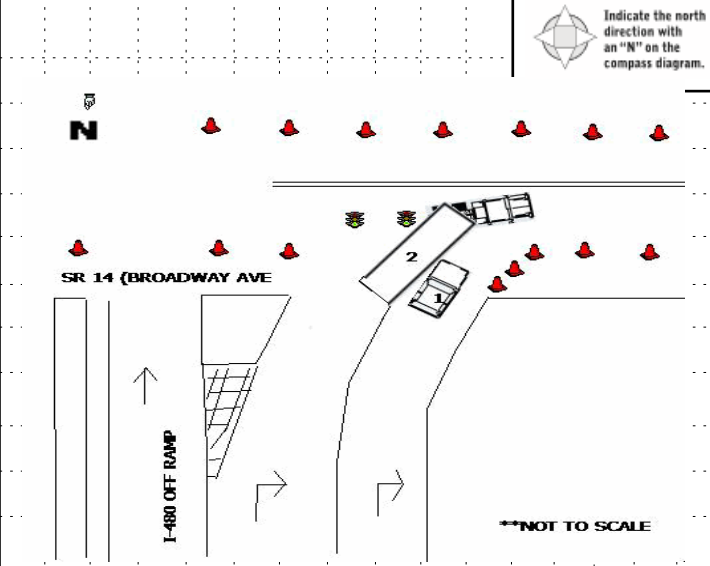 Indicate the north
direction with
an “N” on the
compass diagram.
N
2
SR 14 (BROADWAY AVE
1
I-480 OFF RAMP
**NOT TO SCALE